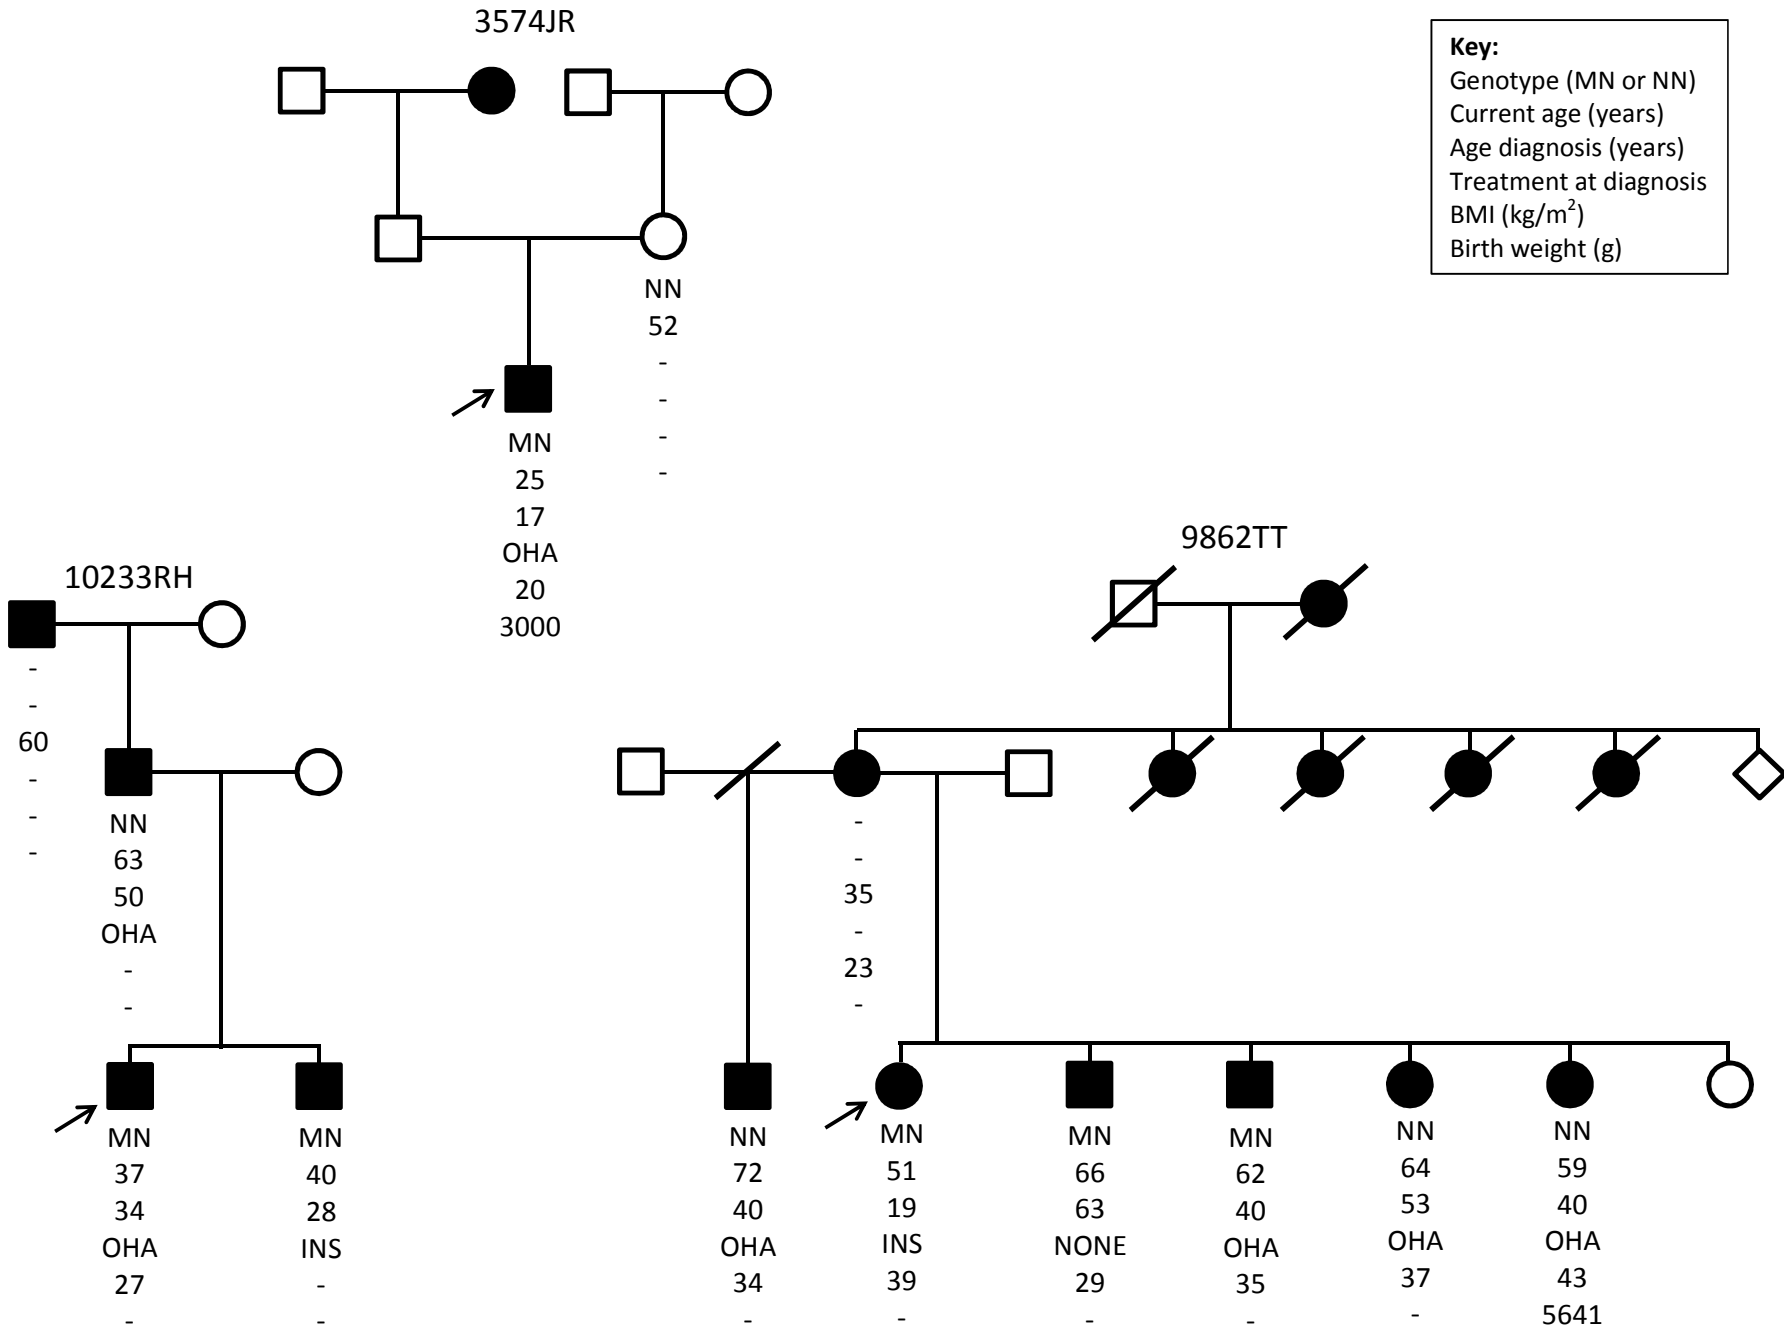 3574JR
Key:
Genotype (MN or NN)
Current age (years)
Age diagnosis (years)
Treatment at diagnosis
BMI (kg/m²)
Birth weight (g)
NN
52
-
-
-
-
MN
25
17
OHA
20
3000
10233RH
-
-
60
-
-
-
NN
63
50
OHA
-
-
MN
37
34
OHA
27
-
MN
40
28
INS
-
-
9862TT
-
-
35
-
23
-
NN
72
40
OHA
34
-
MN
51
19
INS
39
-
MN
66
63
NONE
29
-
MN
62
40
OHA
35
-
NN
64
53
OHA
37
-
NN
59
40
OHA
43
5641